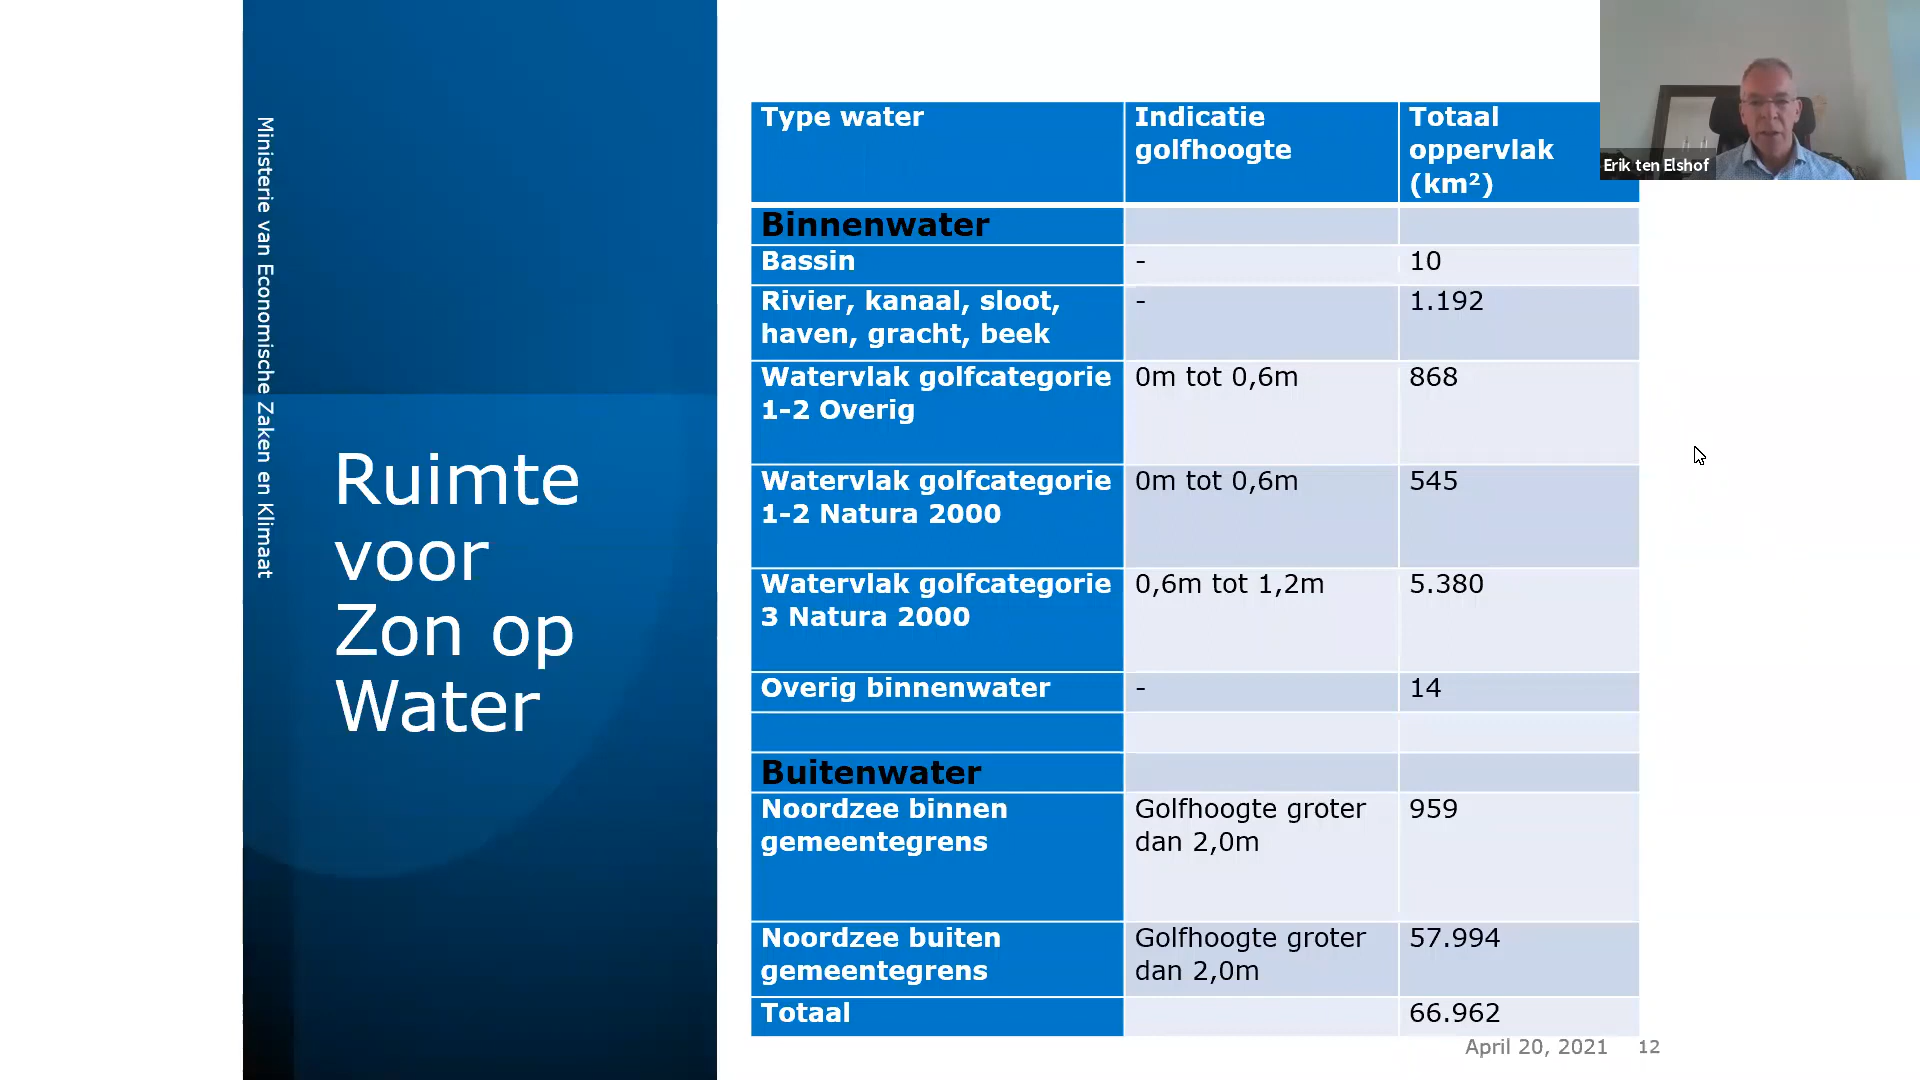 Ministerie van Economische Zaken en Klimaat
Ruimte
voor
Zon op
Water
Type water
Indicatie
golfhoogte
Totaal
oppervlak
(km²)
Binnenwater
Bassin
-
10
Rivier, kanaal, sloot,
haven, gracht, beek
-
1.192
Watervlak golfcategorie
1-2 Overig
0m tot 0,6m
868
Watervlak golfcategorie
1-2 Natura 2000
0m tot 0,6m
545
Watervlak golfcategorie
3 Natura 2000
0,6m tot 1,2m
5.380
Overig binnenwater
-
14
Buitenwater
Noordzee binnen
gemeentegrens
Golfhoogte groter
dan 2,0m
959
Noordzee buiten
gemeentegrens
Golfhoogte groter
dan 2,0m
57.994
Totaal
66.962
April 20, 2021
12
Erik ten Elshof